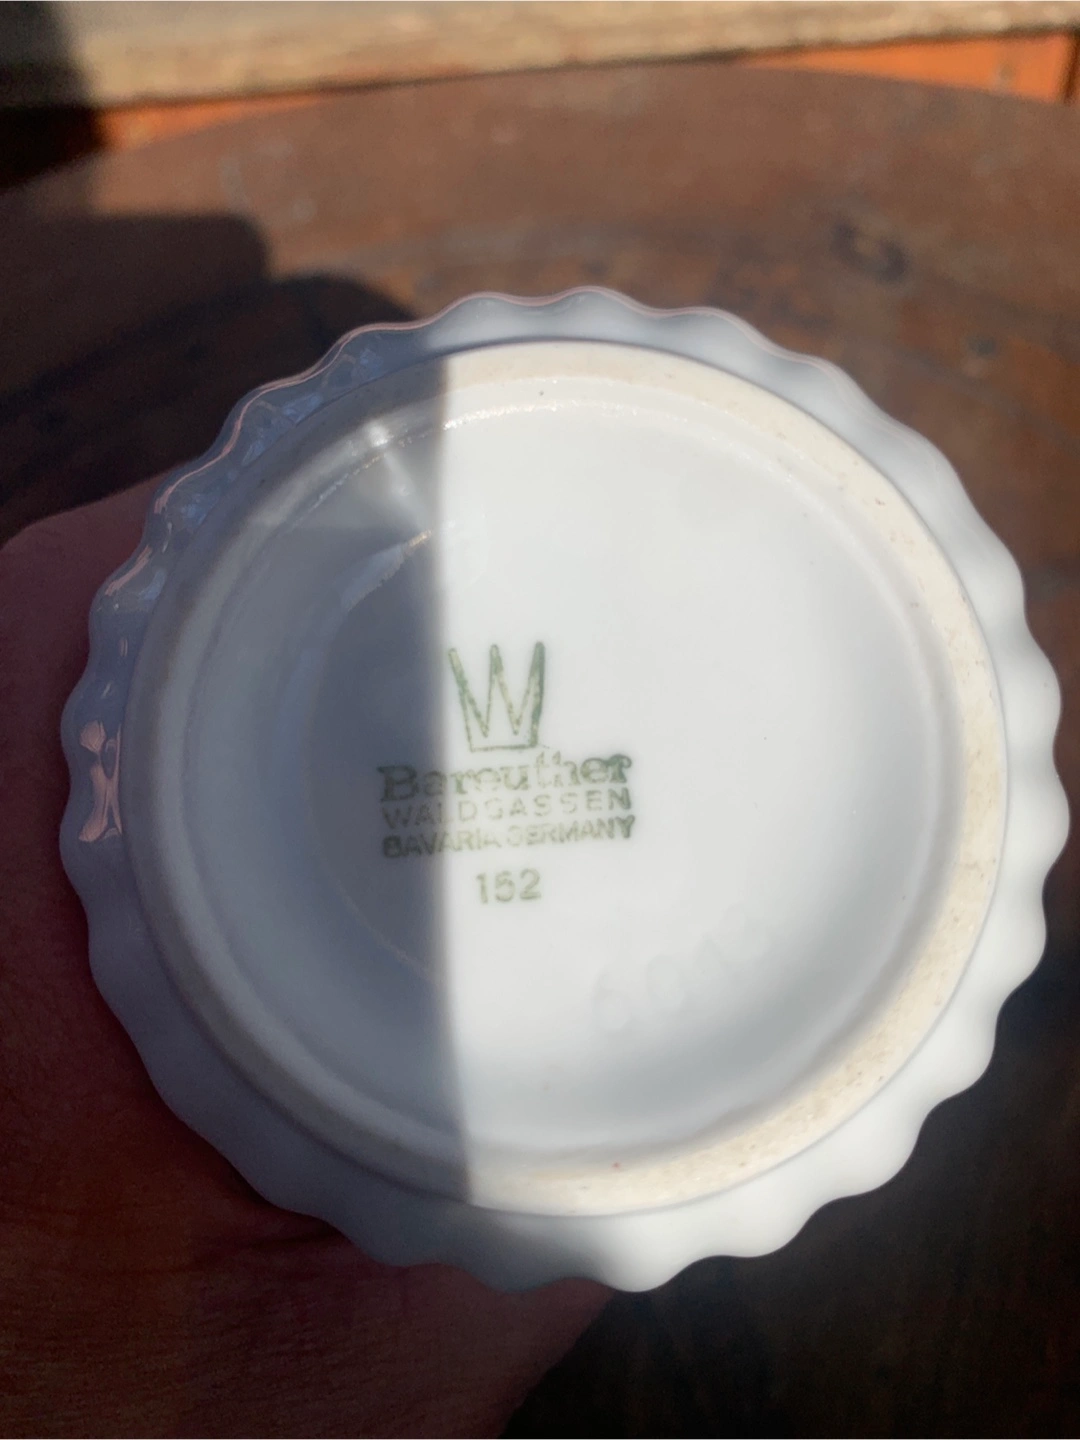 W
Bareuther
WALDSASSEN
BAVARIA GERMANY
152